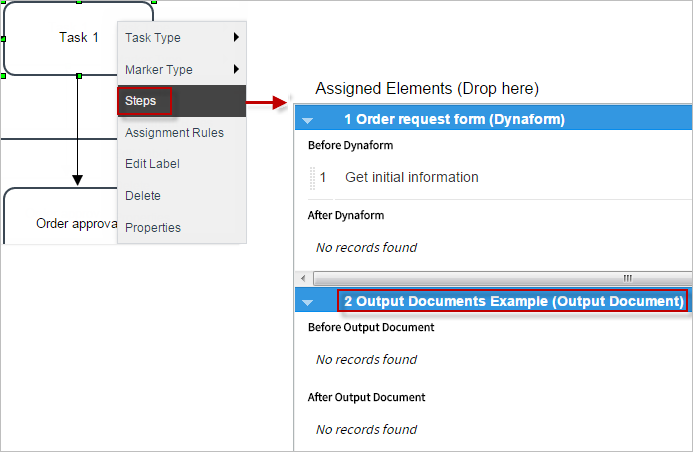 Task 1
Task Type
Marker Type
Steps
Assignment Rules
Edit Label
Delete
Properties
Order approva
Assigned Elements (Drop here)
1 Order request form (Dynaform)
Before Dynaform
1 Get initial information
After Dynaform
No records found
2 Output Documents Example (Output Document)
Before Output Document
No records found
After Output Document
No records found